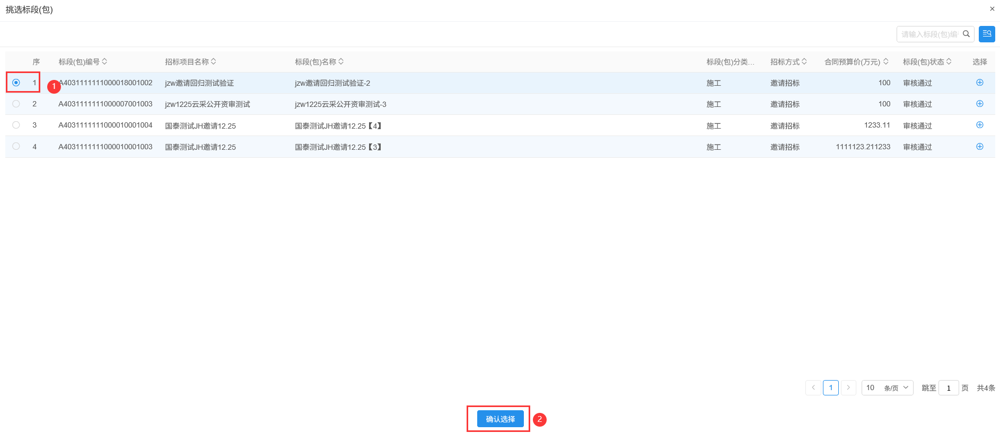 挑选标段(包)
×
请输入标段(包)编
序 标段(包)编号 招标项目名称 标段(包)名称 标段(包)分类... 招标方式 合同预算价(万元) 标段(包)状态 选择
1 A4031111111000018001002 jzw邀请回归测试验证 jzw邀请回归测试验证-2 施工 邀请招标 100 审核通过
1
2 A4031111111000007001003 jzw1225云采公开资审测试 jzw1225云采公开资审测试-3 施工 邀请招标 100 审核通过
3 A4031111111000010001004 国泰测试JH邀请12.25 国泰测试JH邀请12.25【4】 施工 邀请招标 1233.11 审核通过
4 A4031111111000010001003 国泰测试JH邀请12.25 国泰测试JH邀请12.25【3】 施工 邀请招标 1111123.211233 审核通过
1 10 条/页 跳至 1 页 共4条
确认选择 2